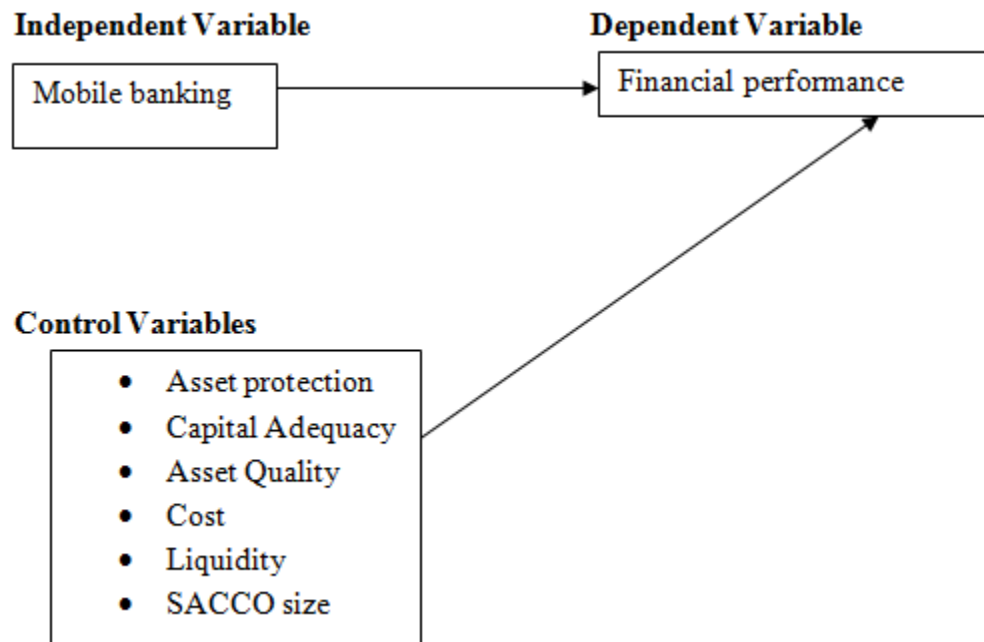 Independent Variable
Dependent Variable
Mobile banking
Financial performance
Control Variables
• Asset protection
• Capital Adequacy
• Asset Quality
• Cost
• Liquidity
• SACCO size